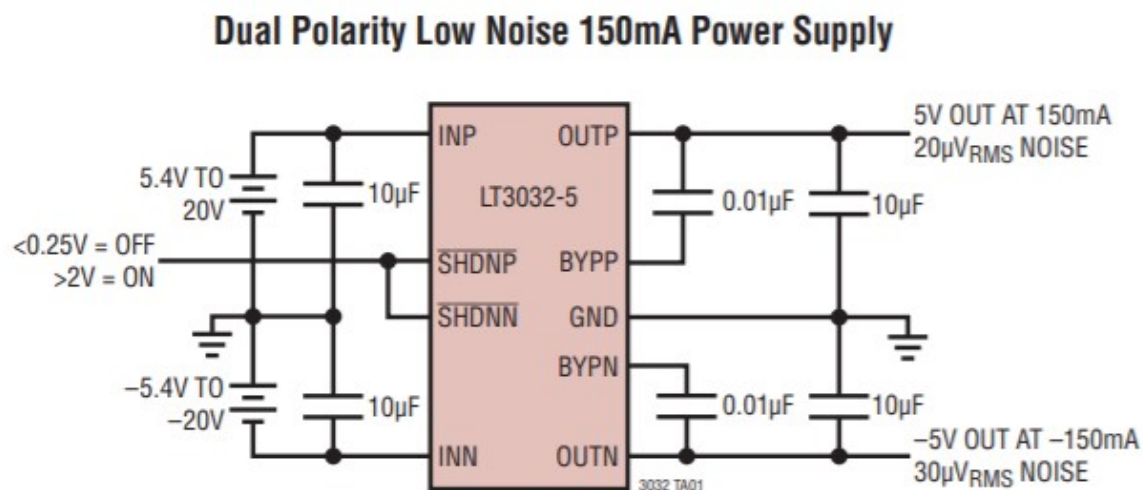 Dual Polarity Low Noise 150mA Power Supply
INP
OUTP
5V OUT AT 150mA
20µVRMS NOISE
5.4V TO
20V
10µF
LT3032-5
0.01µF
10µF
<0.25V = OFF
>2V = ON
SHDNP
BYPP
SHDNN
GND
BYPN
–5.4V TO
–20V
10µF
0.01µF
10µF
INN
OUTN
–5V OUT AT –150mA
30µVRMS NOISE
3032 TA01